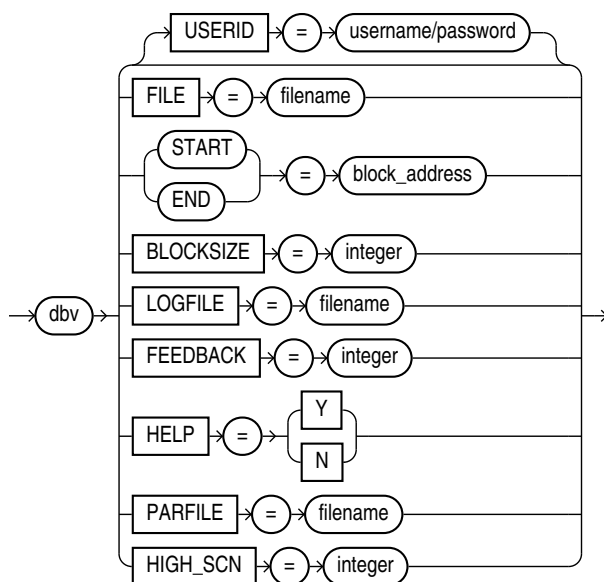 USERID = username/password
FILE = filename
START
END
= block_address
BLOCKSIZE = integer
dbv
LOGFILE = filename
FEEDBACK = integer
HELP =
Y
N
PARFILE = filename
HIGH_SCN = integer